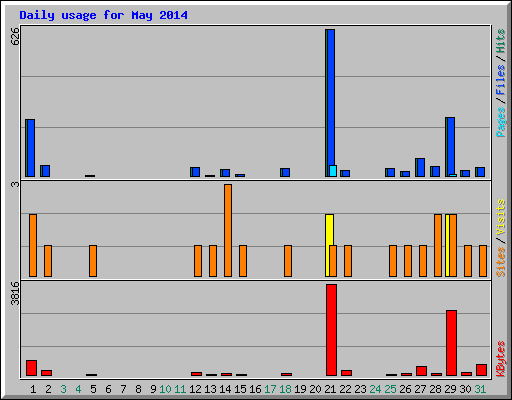 Daily usage for May 2014
626
Pages / Files / Hits
3
Sites / Visits
3816
KBytes
1 2 3 4 5 6 7 8 9 10 11 12 13 14 15 16 17 18 19 20 21 22 23 24 25 26 27 28 29 30 31